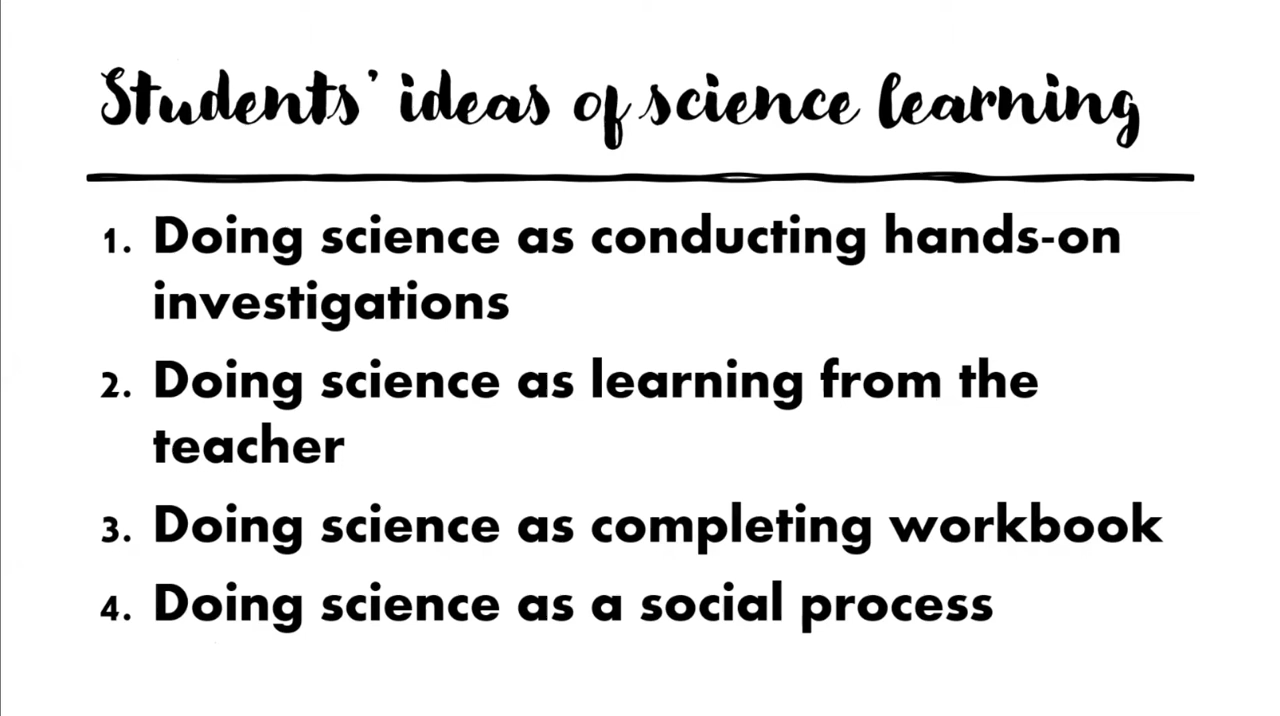 Students’ ideas of science learning
1. Doing science as conducting hands-on
investigations
2. Doing science as learning from the
teacher
3. Doing science as completing workbook
4. Doing science as a social process